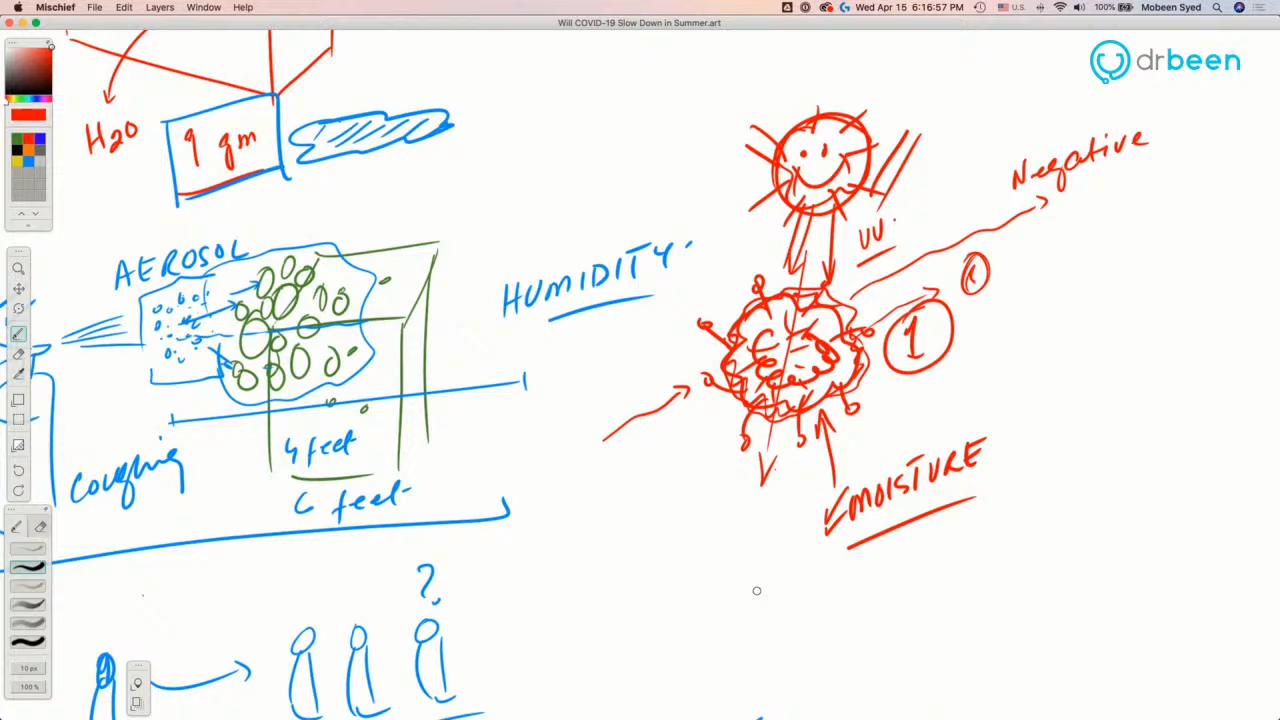 Mischief File Edit Layers Window Help
U.S. 100% Wed Apr 15 6:16:57 PM Mobeen Syed
Will COVID-19 Slow Down in Summer.art
drbeen
H2O
9 gm
Negative
UV
AEROSOL
HUMIDITY
1
1
4 feet
6 feet
Coughing
MOISTURE
?
10 px
100 %